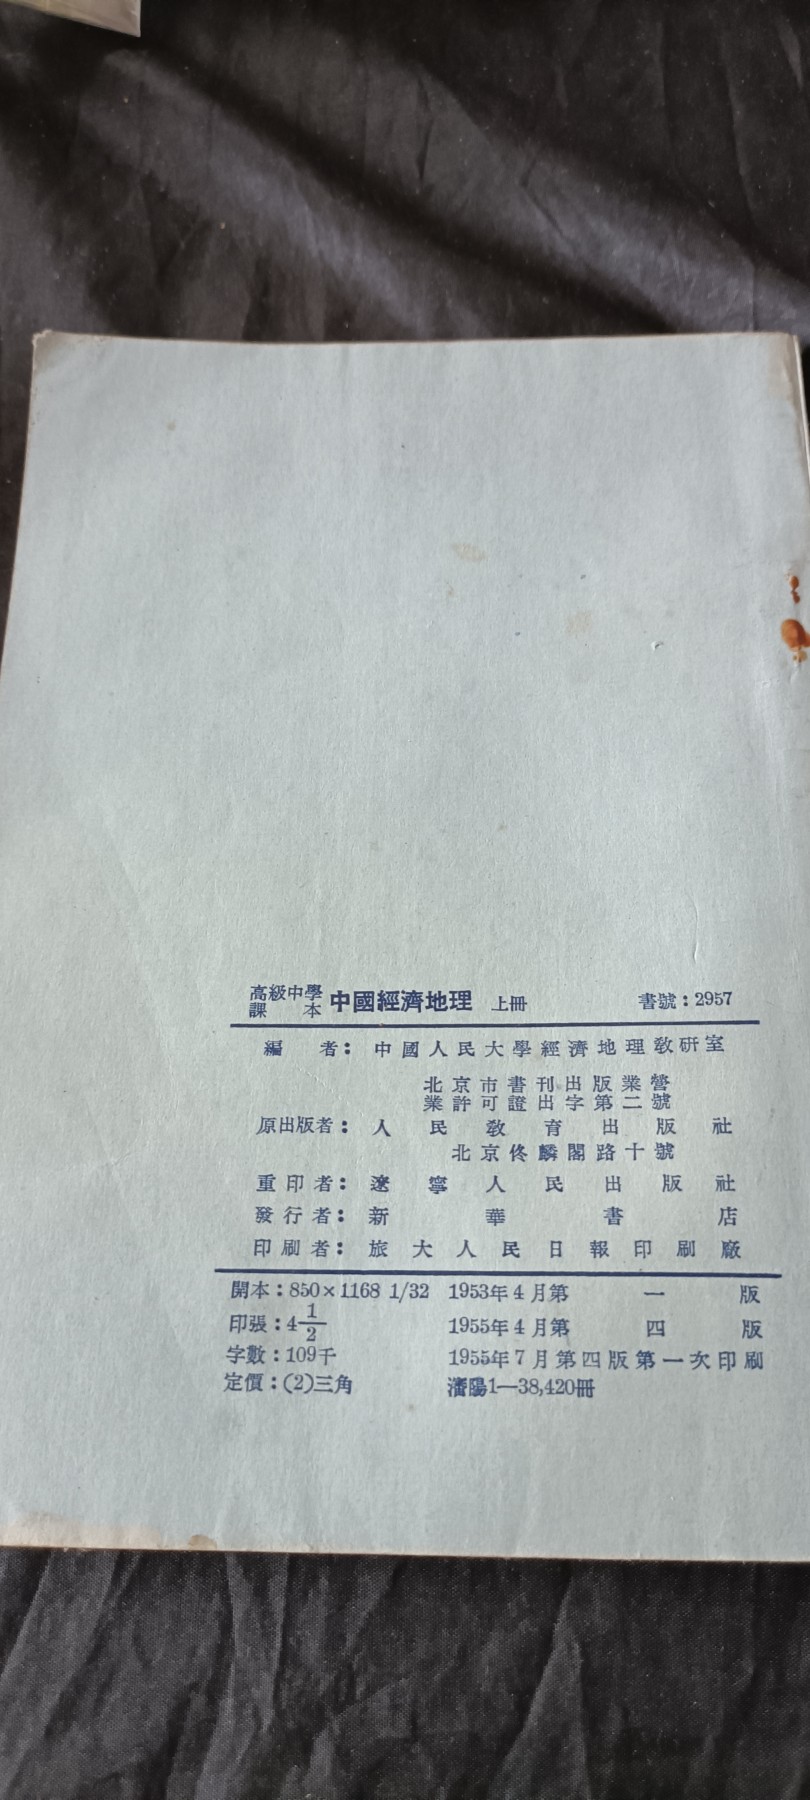 高級中學
課本 中國經濟地理 上冊 書號：2957
編者：中國人民大學經濟地理教研室
北京市書刊出版業營
業許可證出字第二號
原出版者：人民教育出版社
北京佟麟閣路十號
重印者：遼寧人民出版社
發行者：新華書店
印刷者：旅大人民日報印刷廠
開本：850×1168 1/32 1953年4月第一版
印張：4 1/2 1955年4月第四版
字數：109千 1955年7月第四版第一次印刷
定價：(2)三角 瀋陽1—38,420冊